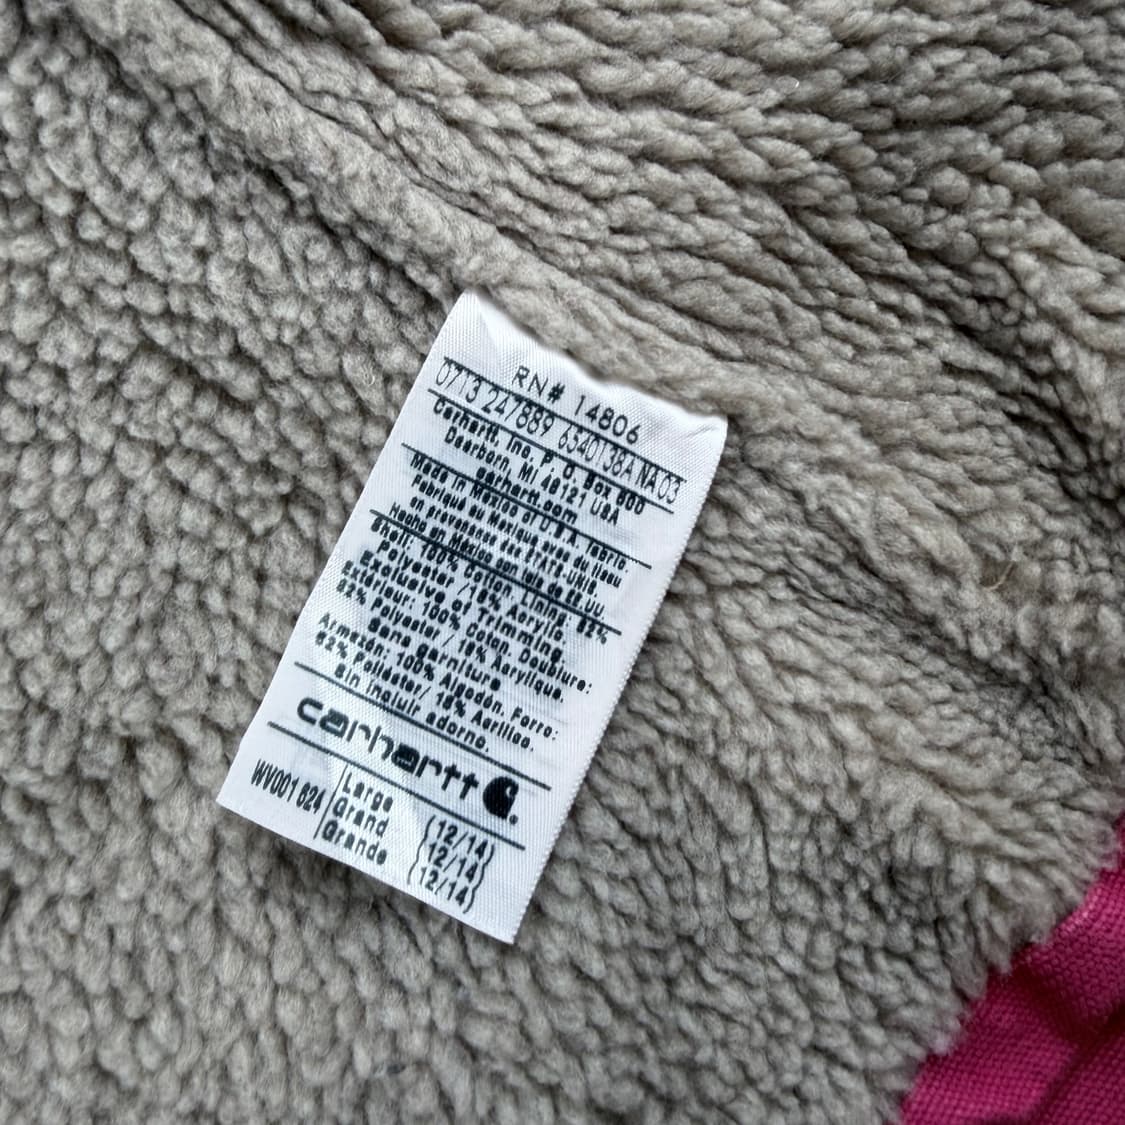 RN# 14806
0713 247889 6540138A NA03
Carhartt, Inc. P. O. Box 600
Dearborn, MI 48121 USA
carhartt.com
Made in Mexico of U.S.A. fabric.
Fabriqué au Mexique avec du tissu
en provenance des ETATS-UNIS.
Hecho en México con tela de EE.UU.
Shell: 100% Cotton. Lining: 82%
Polyester /18% Acrylic.
Exclusive of Trimming.
Extérieur: 100% Coton. Doublure:
82% Polyester / 18% Acrylique.
Sans garniture
Armazón: 100% Algodón. Forro:
82% Poliester/ 18% Acrílico.
Sin incluir adorno.
carhartt
WV001 624 Large (12/14)
Grand (12/14)
Grande (12/14)